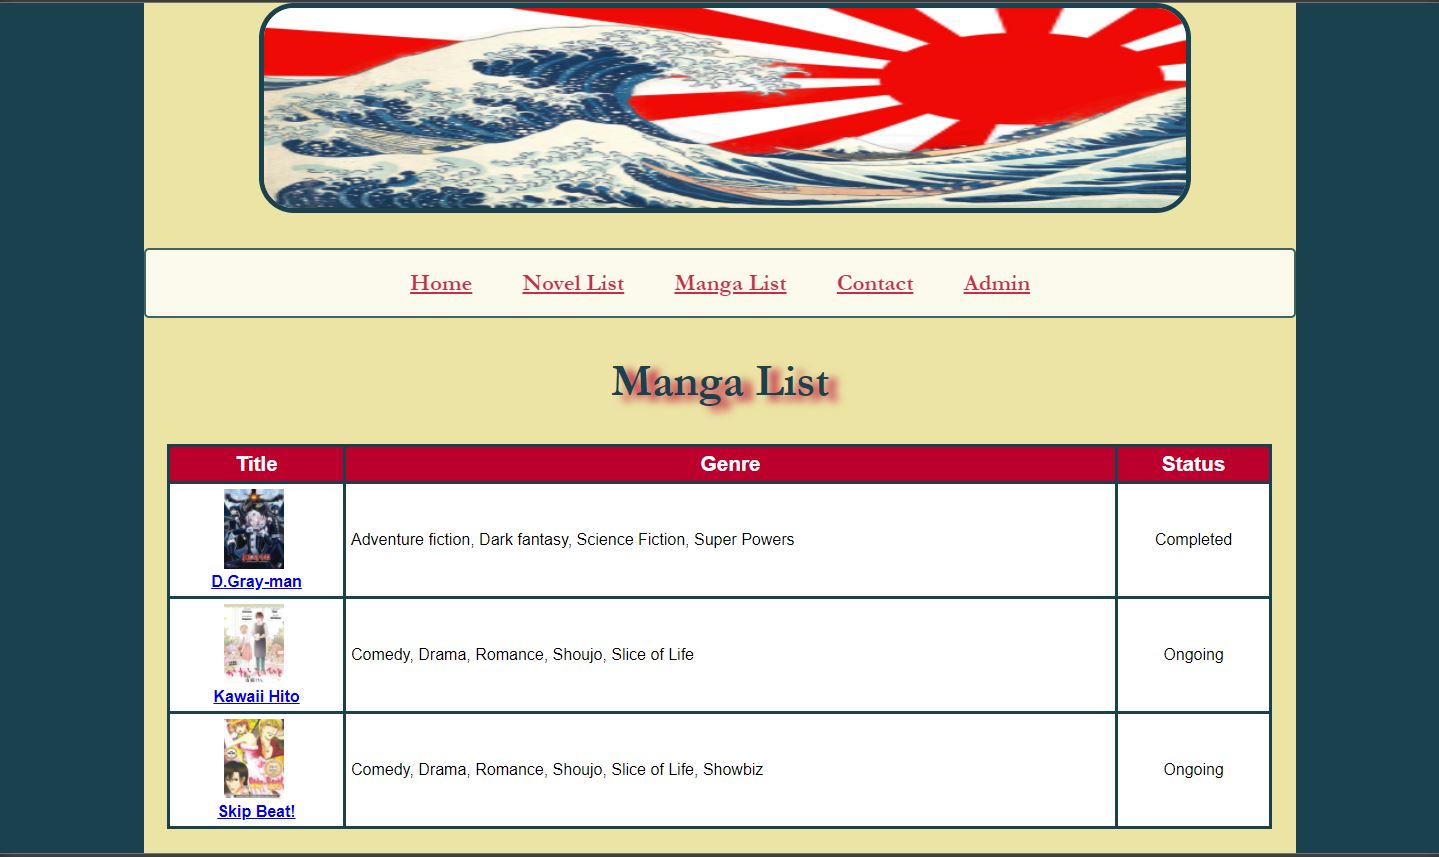 Home Novel List Manga List Contact Admin
Manga List
Title Genre Status
D.Gray-man
Adventure fiction, Dark fantasy, Science Fiction, Super Powers
Completed
Kawaii Hito
Comedy, Drama, Romance, Shoujo, Slice of Life
Ongoing
Skip Beat!
Comedy, Drama, Romance, Shoujo, Slice of Life, Showbiz
Ongoing